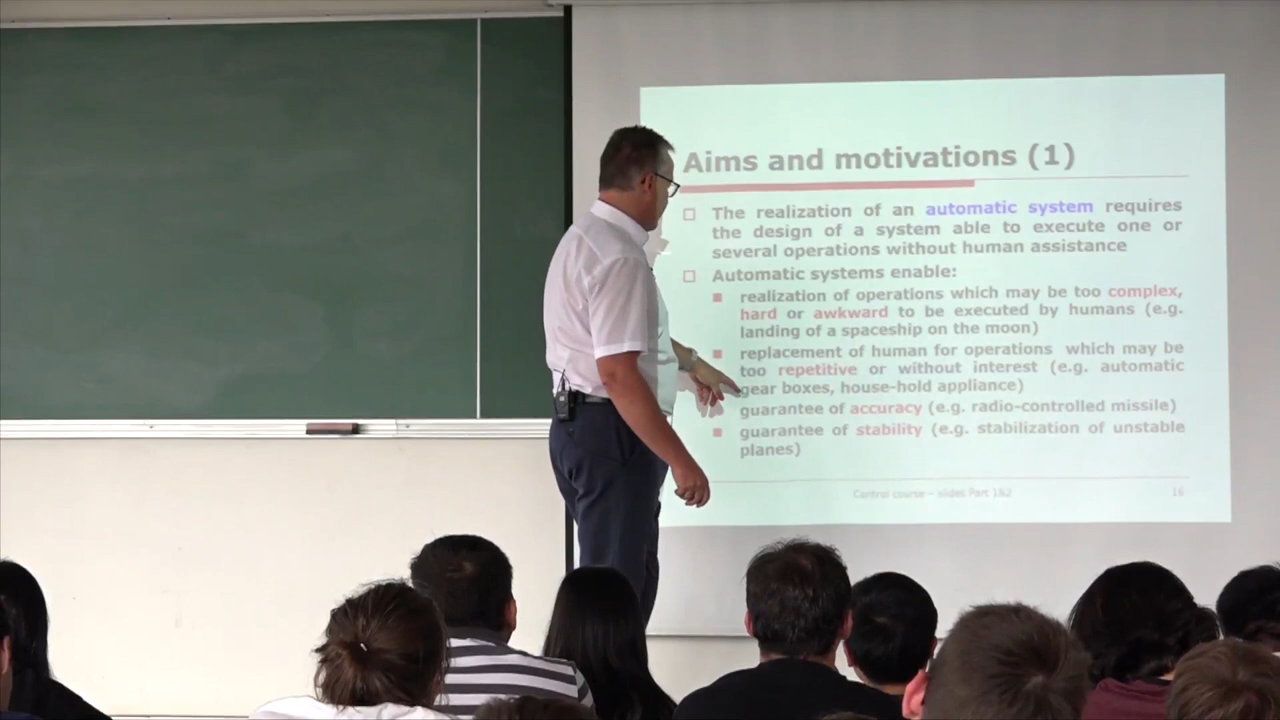 Aims and motivations (1)
The realization of an automatic system requires
the design of a system able to execute one or
several operations without human assistance
Automatic systems enable:
realization of operations which may be too complex,
hard or awkward to be executed by humans (e.g.
landing of a spaceship on the moon)
replacement of human for operations which may be
too repetitive or without interest (e.g. automatic
gear boxes, house-hold appliance)
guarantee of accuracy (e.g. radio-controlled missile)
guarantee of stability (e.g. stabilization of unstable
planes)
Control course – slides Part 1&2 16